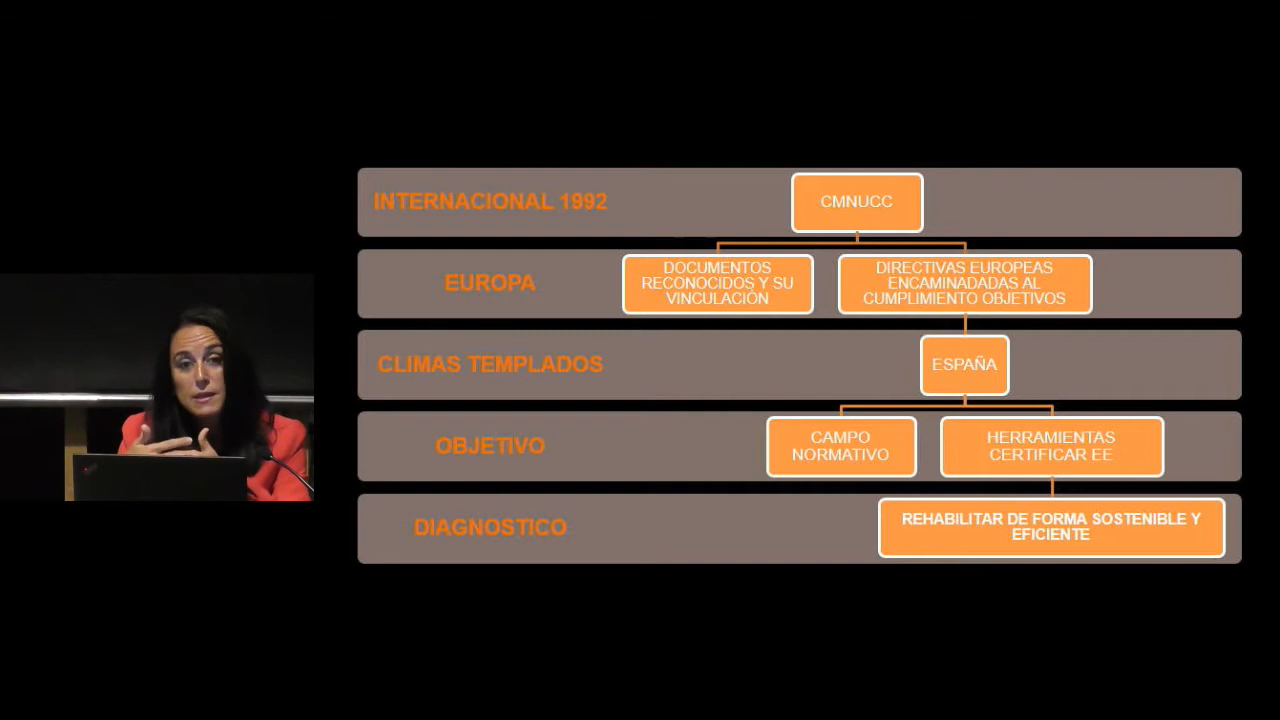 INTERNACIONAL 1992
CMNUCC
EUROPA
DOCUMENTOS
RECONOCIDOS Y SU
VINCULACIÓN
DIRECTIVAS EUROPEAS
ENCAMINADADAS AL
CUMPLIMIENTO OBJETIVOS
CLIMAS TEMPLADOS
ESPAÑA
OBJETIVO
CAMPO
NORMATIVO
HERRAMIENTAS
CERTIFICAR EE
DIAGNOSTICO
REHABILITAR DE FORMA SOSTENIBLE Y
EFICIENTE